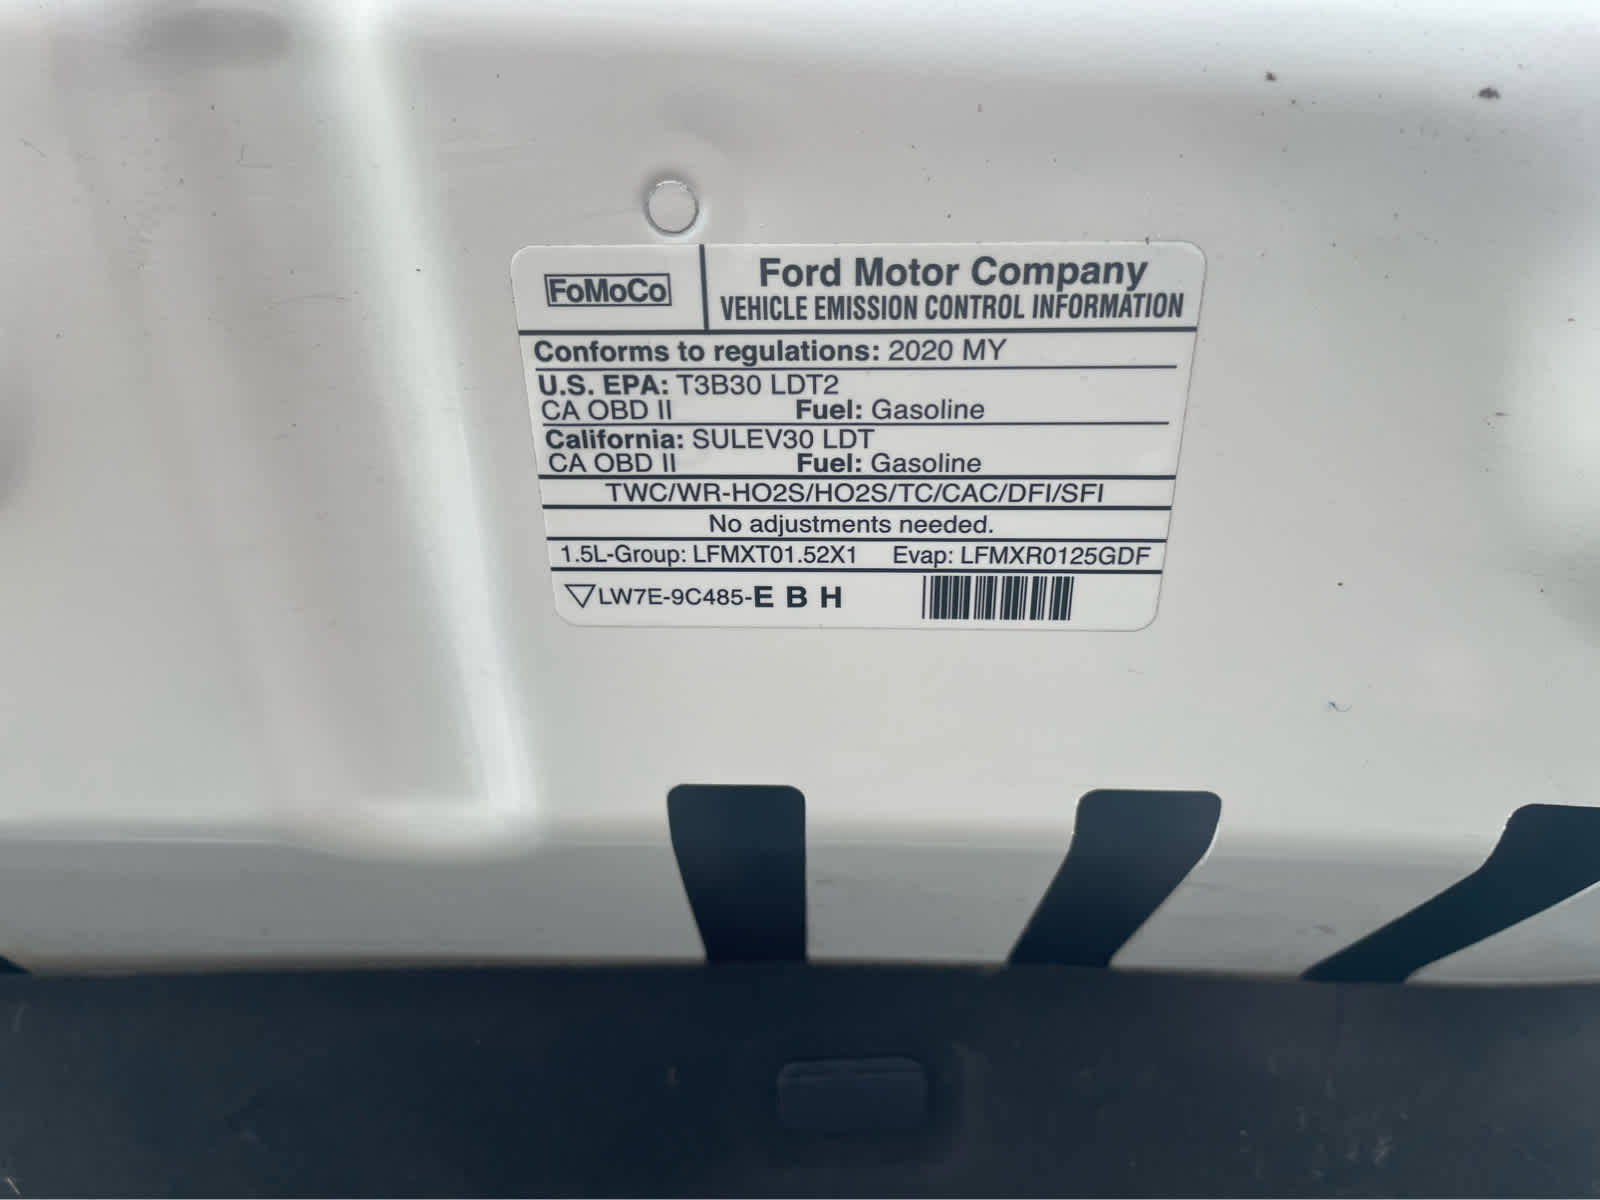 FoMoCo
Ford Motor Company
VEHICLE EMISSION CONTROL INFORMATION
Conforms to regulations: 2020 MY
U.S. EPA: T3B30 LDT2
CA OBD II Fuel: Gasoline
California: SULEV30 LDT
CA OBD II Fuel: Gasoline
TWC/WR-HO2S/HO2S/TC/CAC/DFI/SFI
No adjustments needed.
1.5L-Group: LFMXT01.52X1 Evap: LFMXR0125GDF
LW7E-9C485-E B H